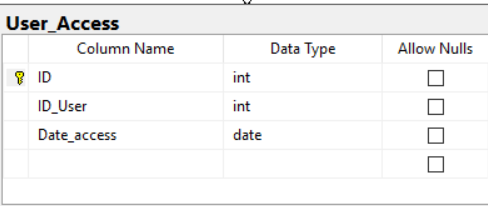 User_Access
Column Name Data Type Allow Nulls
ID int
ID_User int
Date_access date